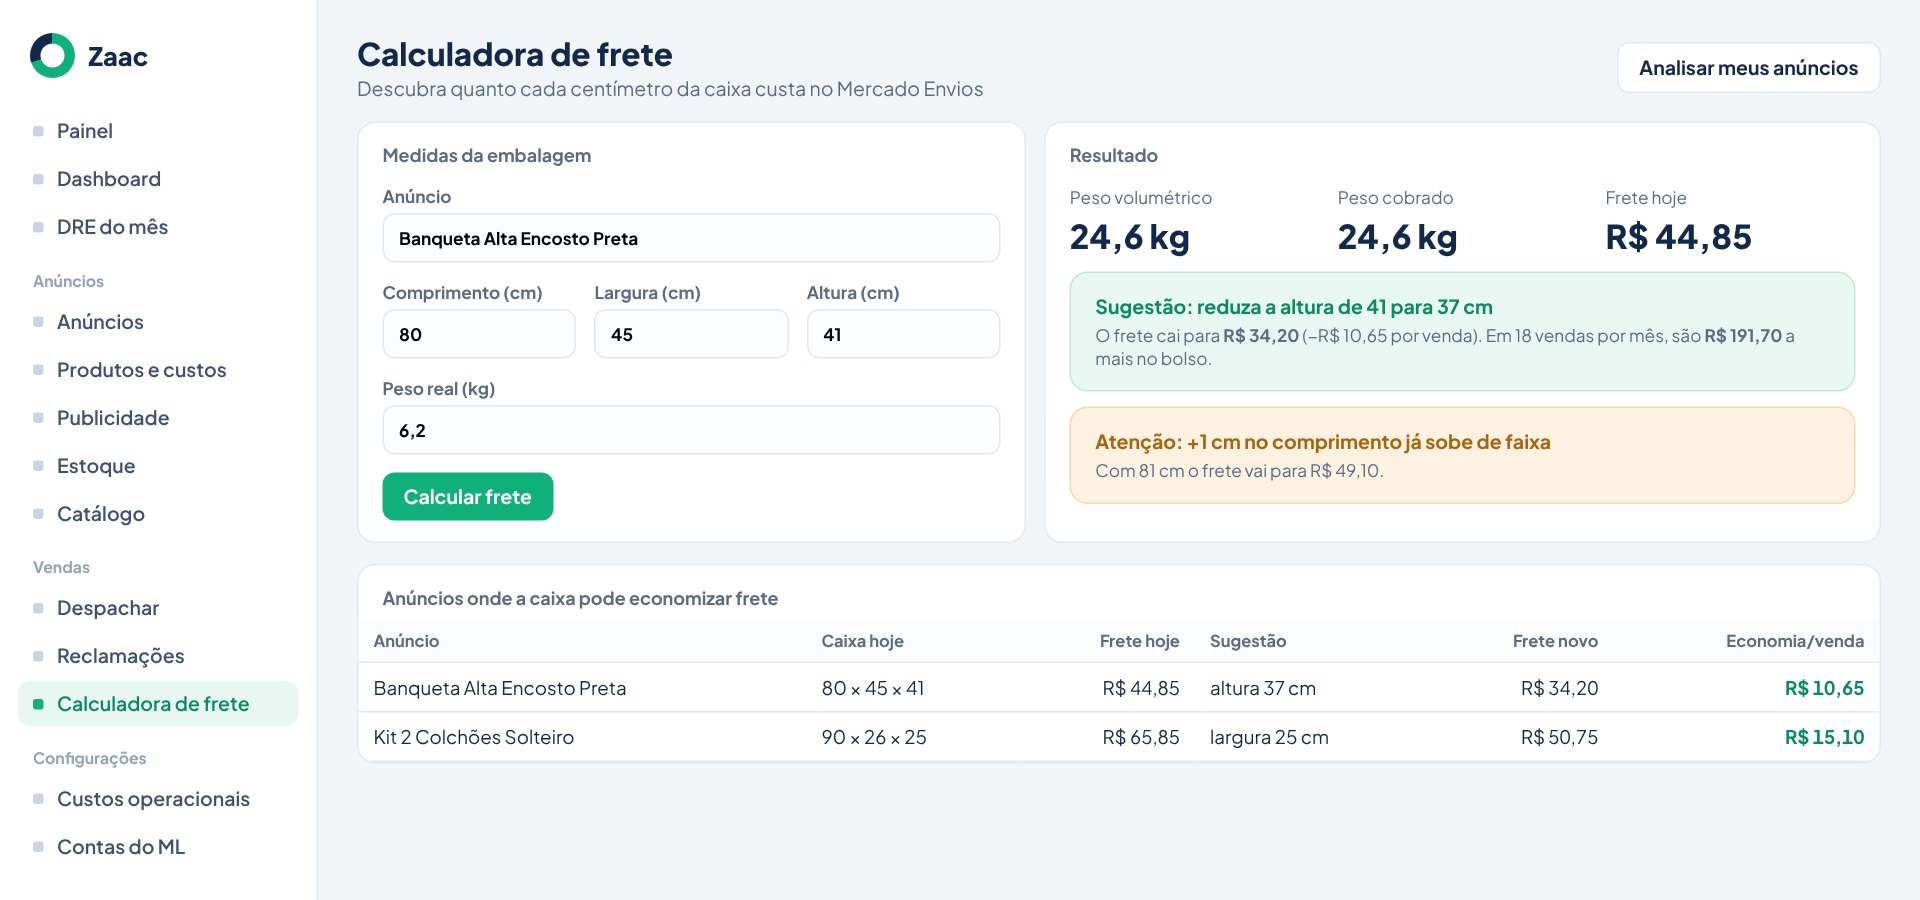 Zaac
Painel
Dashboard
DRE do mês
Anúncios
Anúncios
Produtos e custos
Publicidade
Estoque
Catálogo
Vendas
Despachar
Reclamações
Calculadora de frete
Configurações
Custos operacionais
Contas do ML
Calculadora de frete
Descubra quanto cada centímetro da caixa custa no Mercado Envios
Analisar meus anúncios
Medidas da embalagem
Anúncio
Banqueta Alta Encosto Preta
Comprimento (cm) Largura (cm) Altura (cm)
80 45 41
Peso real (kg)
6,2
Calcular frete
Resultado
Peso volumétrico Peso cobrado Frete hoje
24,6 kg 24,6 kg R$ 44,85
Sugestão: reduza a altura de 41 para 37 cm
O frete cai para R$ 34,20 (−R$ 10,65 por venda). Em 18 vendas por mês, são R$ 191,70 a
mais no bolso.
Atenção: +1 cm no comprimento já sobe de faixa
Com 81 cm o frete vai para R$ 49,10.
Anúncios onde a caixa pode economizar frete
Anúncio Caixa hoje Frete hoje Sugestão Frete novo Economia/venda
Banqueta Alta Encosto Preta 80 × 45 × 41 R$ 44,85 altura 37 cm R$ 34,20 R$ 10,65
Kit 2 Colchões Solteiro 90 × 26 × 25 R$ 65,85 largura 25 cm R$ 50,75 R$ 15,10